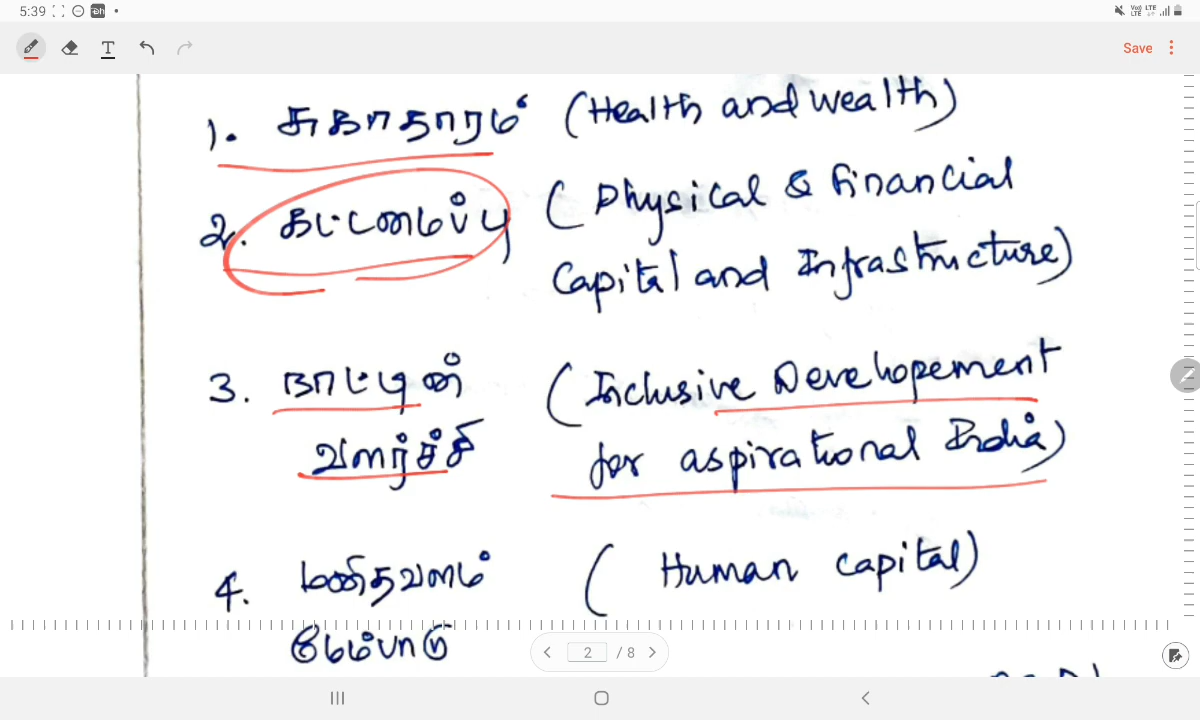 5:39
Save
1. சுகாதாரம் (Health and wealth)
2. கட்டமைப்பு (Physical & Financial
Capital and Infrastructure)
3. நாட்டின் (Inclusive Developement
வளர்ச்சி for aspirational India)
4. மனிதவளம் (Human capital)
மேம்பாடு
2 / 8